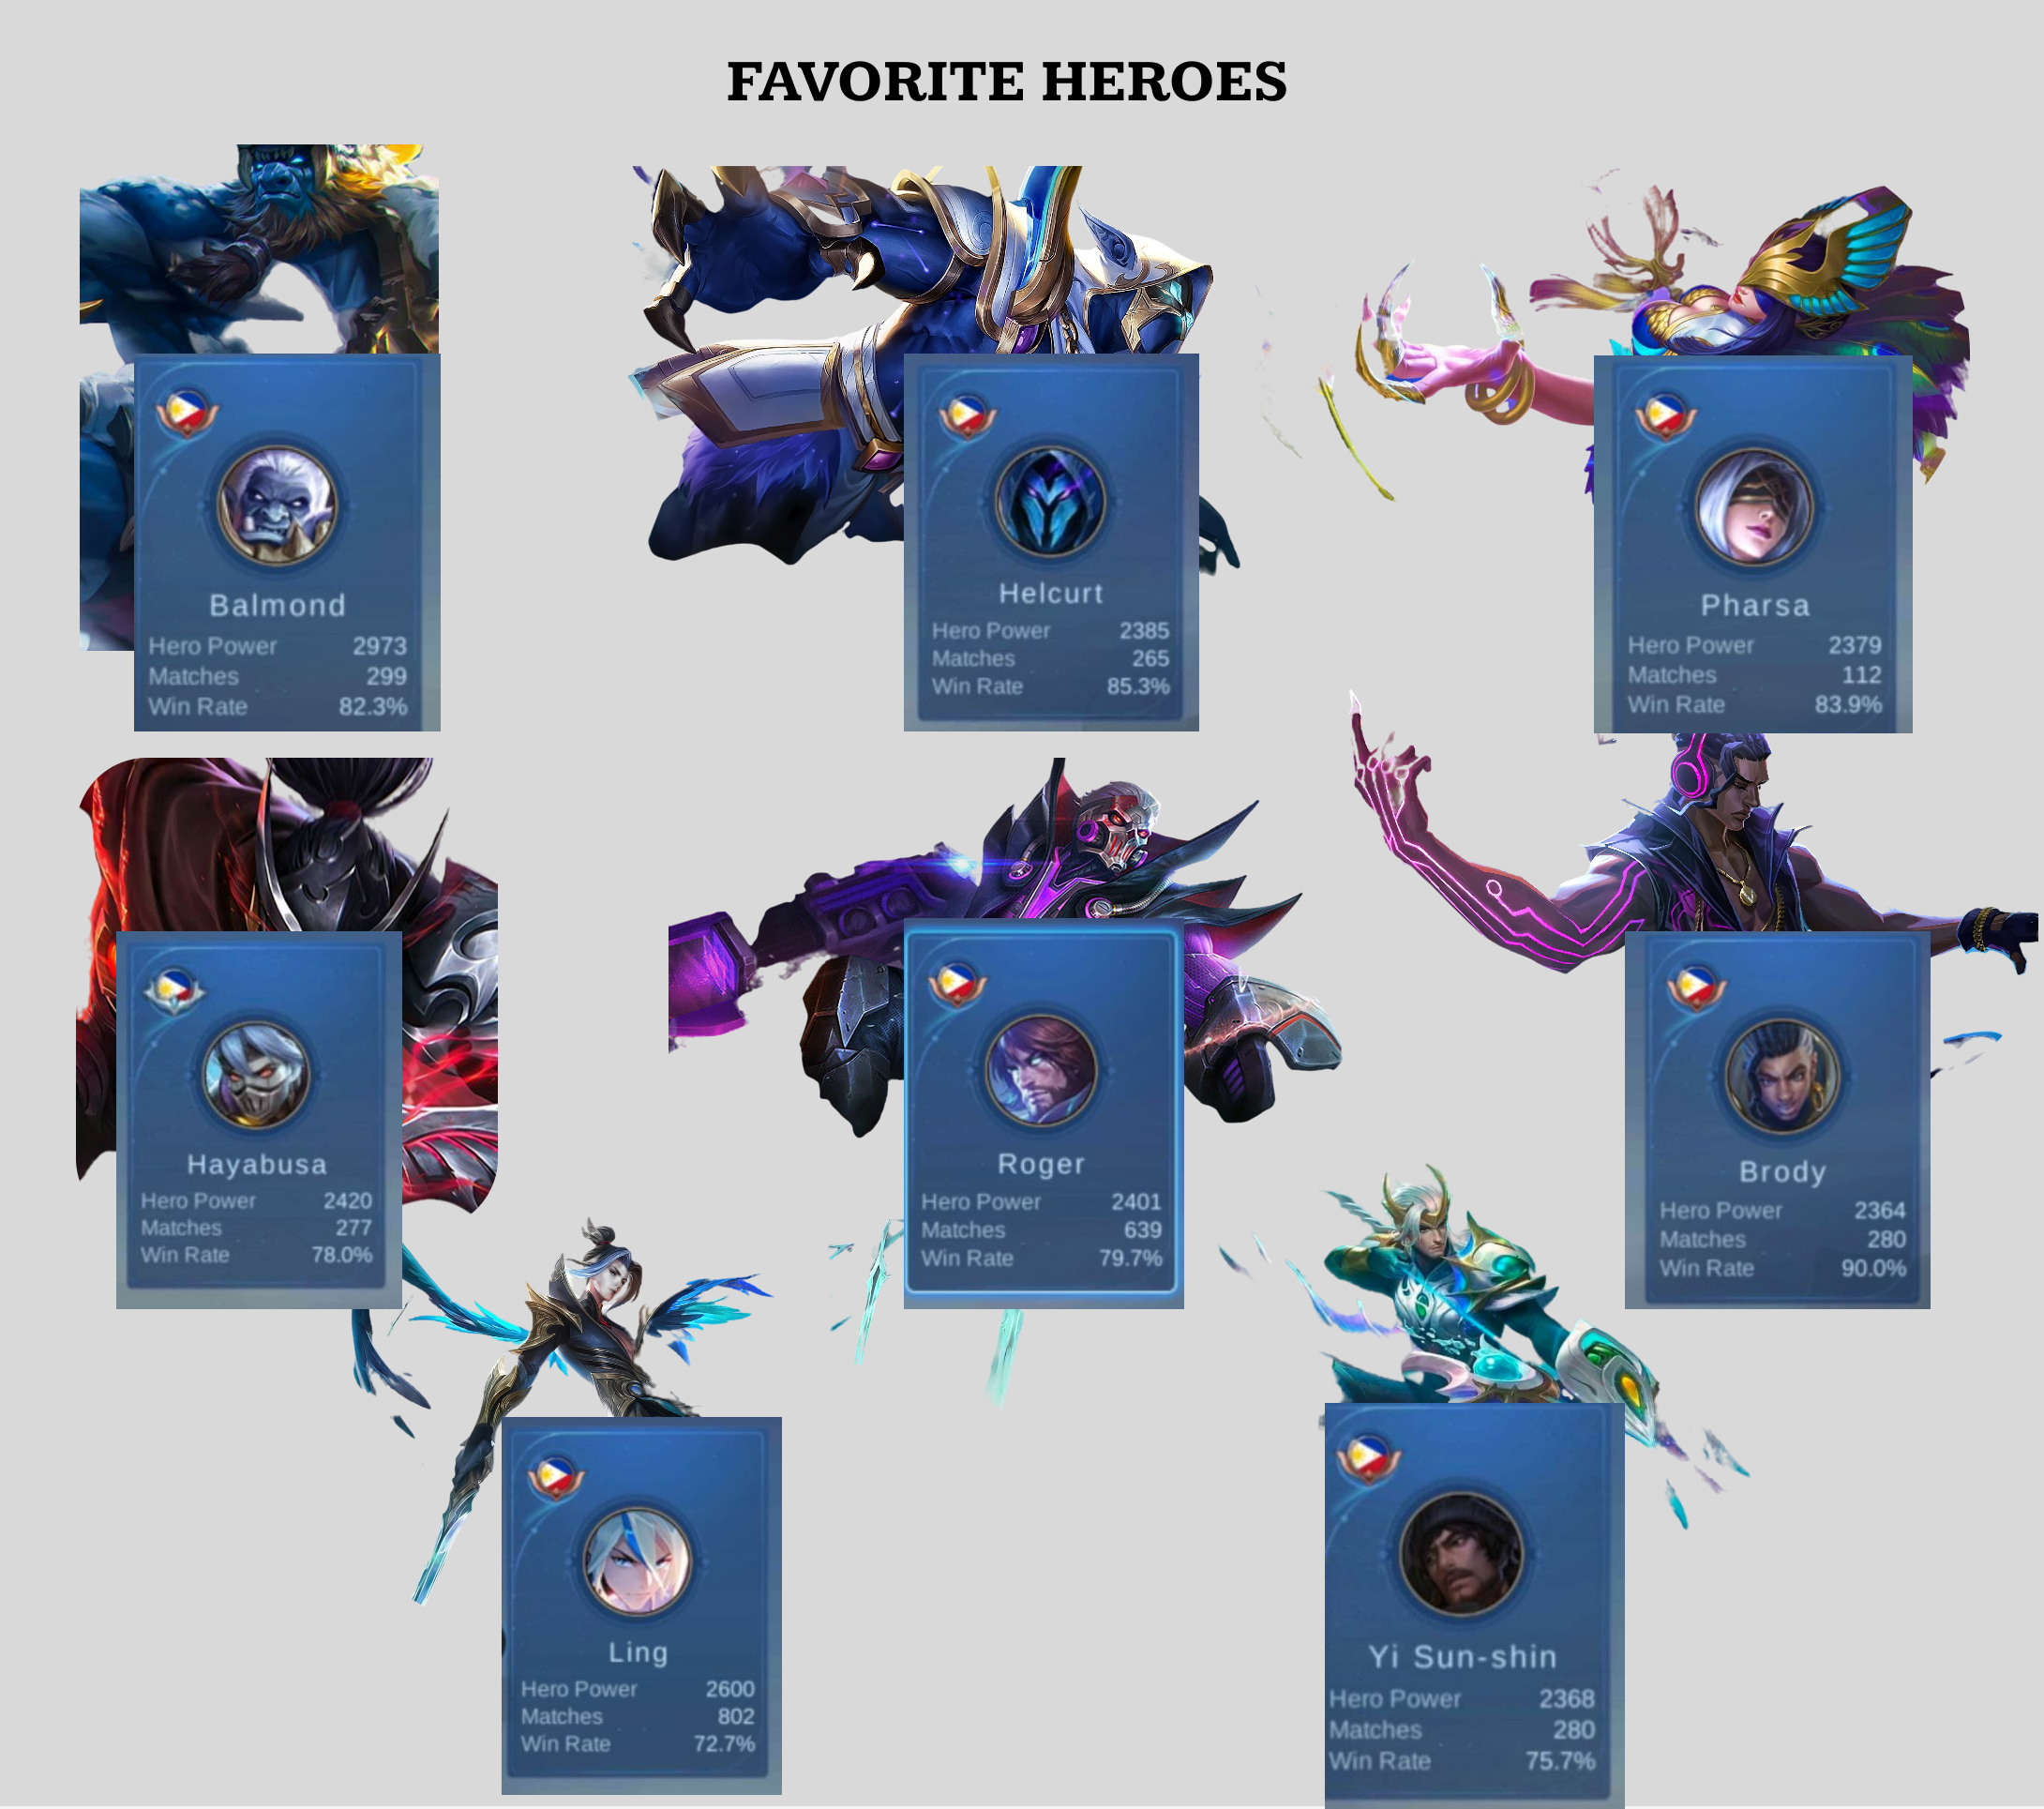 FAVORITE HEROES
Balmond
Hero Power 2973
Matches 299
Win Rate 82.3%
Helcurt
Hero Power 2385
Matches 265
Win Rate 85.3%
Pharsa
Hero Power 2379
Matches 112
Win Rate 83.9%
Hayabusa
Hero Power 2420
Matches 277
Win Rate 78.0%
Roger
Hero Power 2401
Matches 639
Win Rate 79.7%
Brody
Hero Power 2364
Matches 280
Win Rate 90.0%
Ling
Hero Power 2600
Matches 802
Win Rate 72.7%
Yi Sun-shin
Hero Power 2368
Matches 280
Win Rate 75.7%